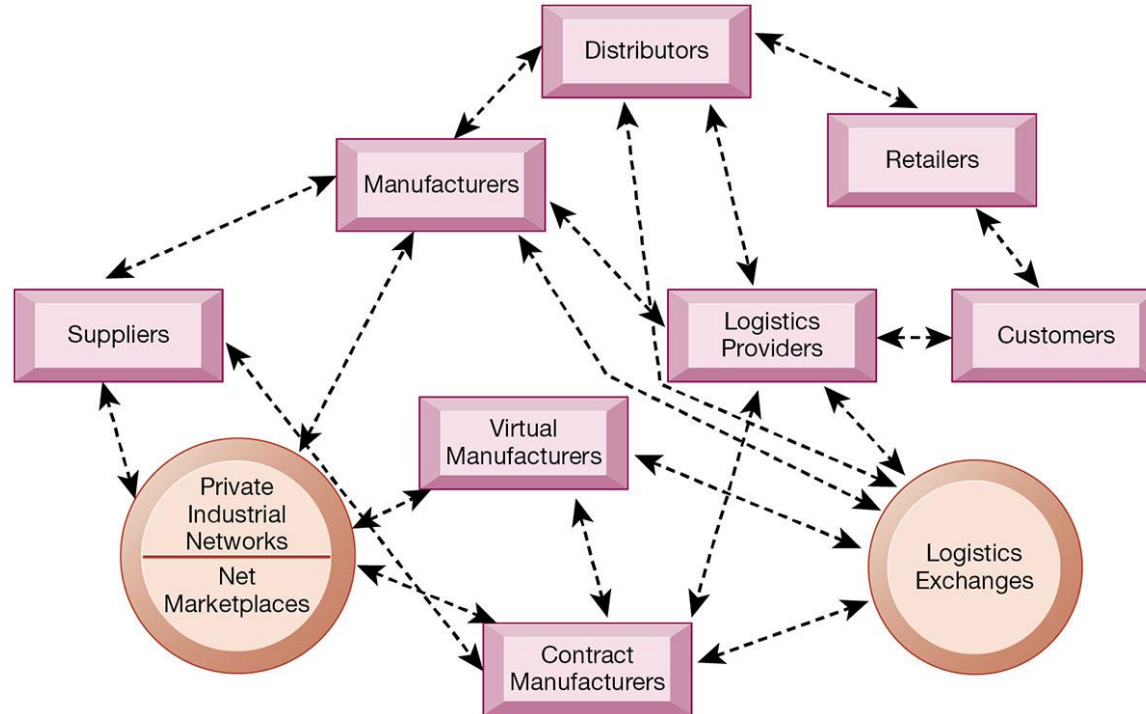 Distributors
Retailers
Manufacturers
Suppliers
Logistics
Providers
Customers
Virtual
Manufacturers
Private
Industrial
Networks
Net
Marketplaces
Logistics
Exchanges
Contract
Manufacturers